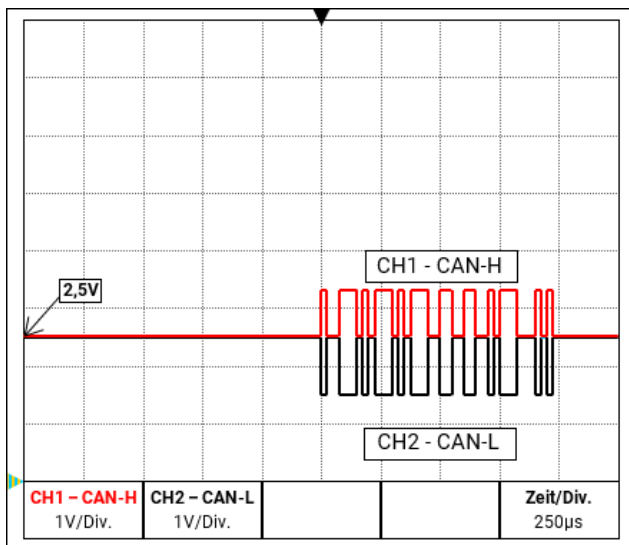 CH1 - CAN-H
2,5V
CH2 - CAN-L
CH1 – CAN-H
1V/Div.
CH2 – CAN-L
1V/Div.
Zeit/Div.
250µs